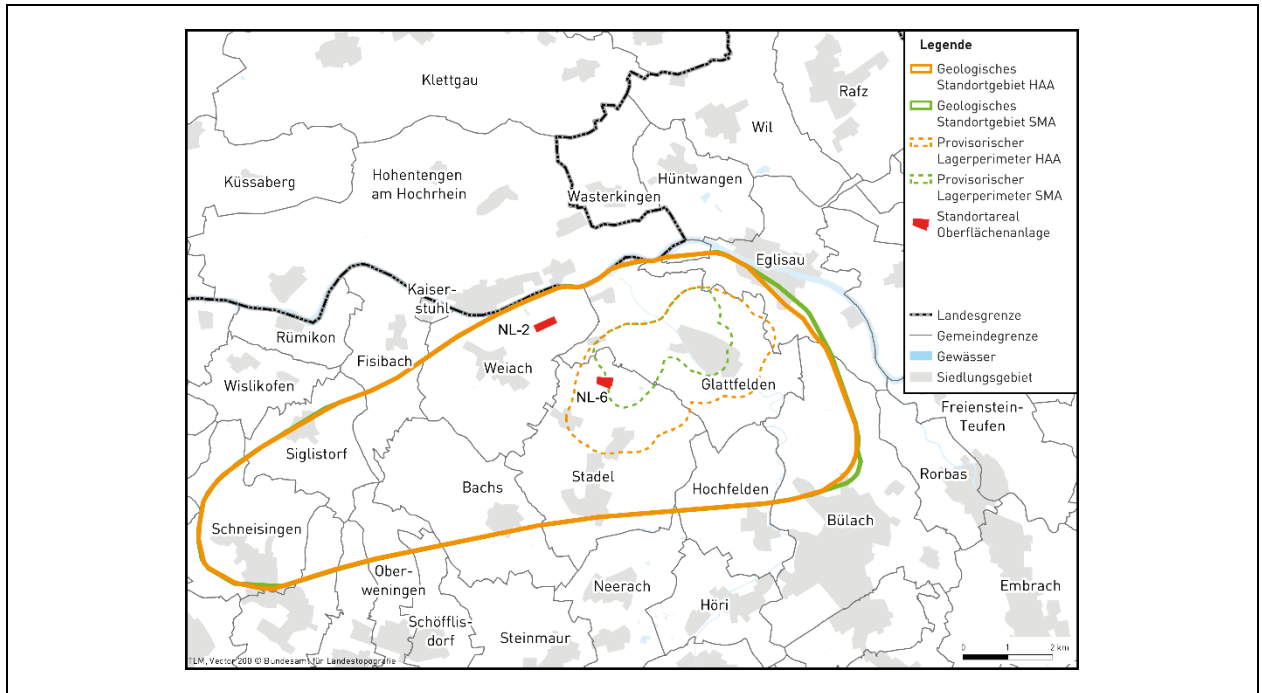 Legende
Geologisches
Standortgebiet HAA
Geologisches
Standortgebiet SMA
Provisorischer
Lagerperimeter HAA
Provisorischer
Lagerperimeter SMA
Standortareal
Oberflächenanlage
Landesgrenze
Gemeindegrenze
Gewässer
Siedlungsgebiet
Klettgau
Rafz
Wil
Küssaberg
Hohentengen
am Hochrhein
Hüntwangen
Wasterkingen
Eglisau
Kaiser-
stuhl
NL-2
Rümikon
Fisibach
Weiach
Wislikofen
Glattfelden
NL-6
Freienstein-
Teufen
Siglistorf
Stadel
Rorbas
Bachs
Hochfelden
Schneisingen
Bülach
Ober-
weningen
Neerach
Embrach
Höri
Schöfflis-
dorf
Steinmaur
0 1 2 km
TLM, Vector 200 © Bundesamt für Landestopografie